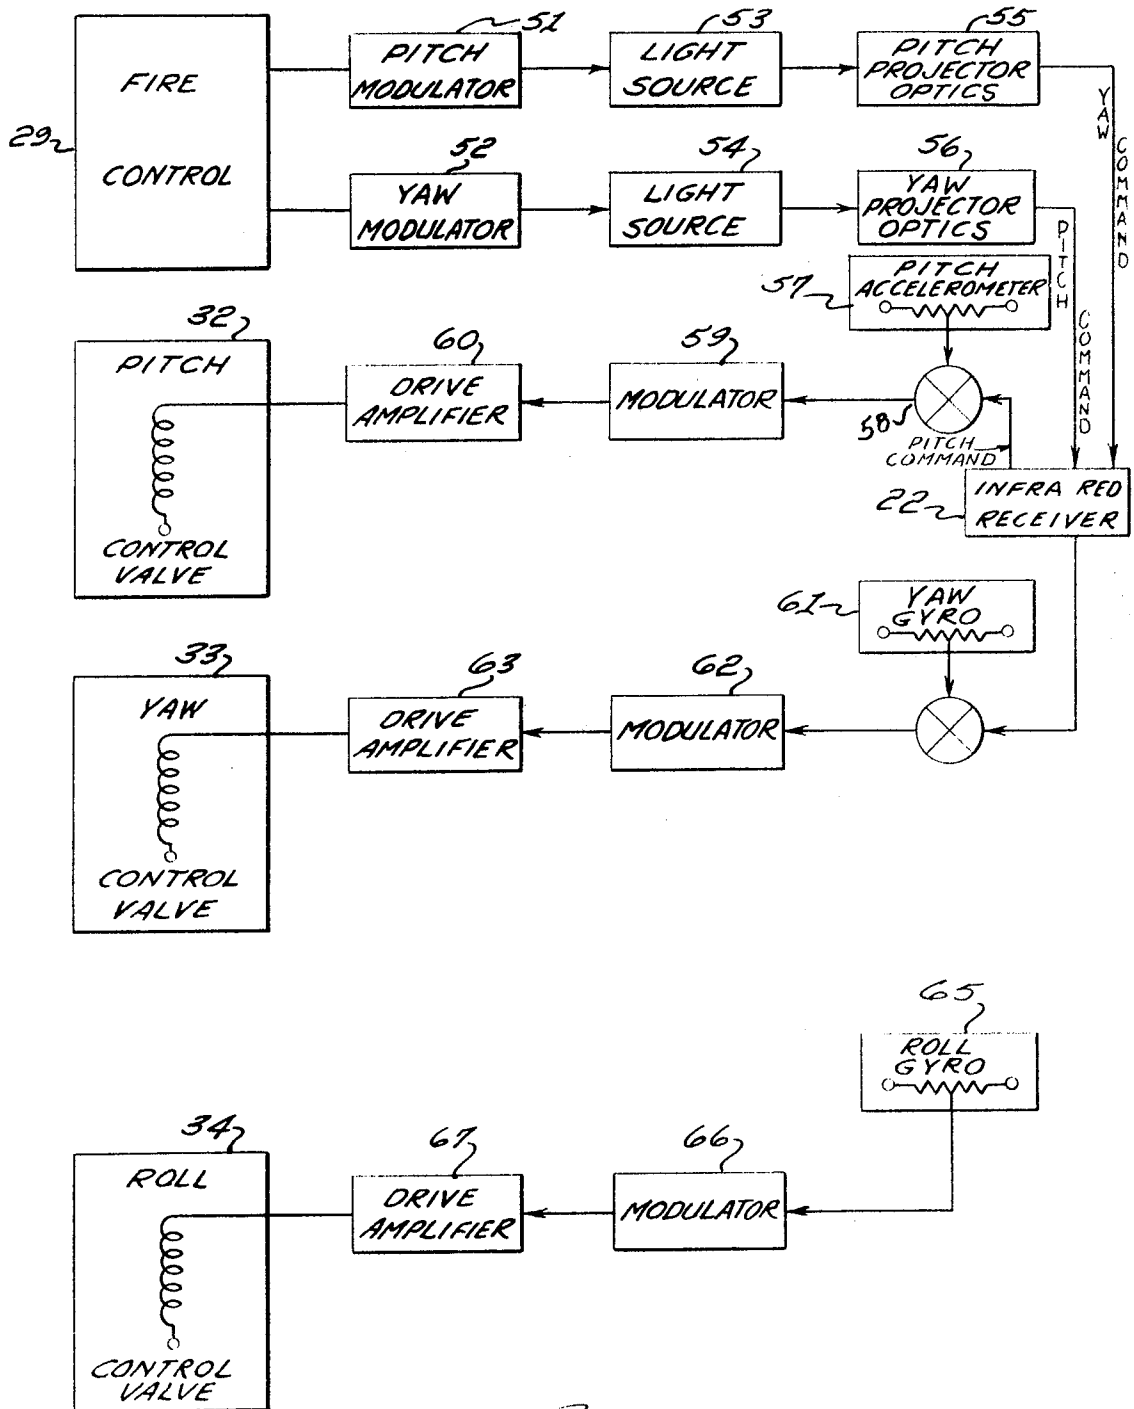 51
53
55
FIRE
CONTROL
29
PITCH
MODULATOR
LIGHT
SOURCE
PITCH
PROJECTOR
OPTICS
YAW COMMAND
52
54
56
YAW
MODULATOR
LIGHT
SOURCE
YAW
PROJECTOR
OPTICS
PITCH COMMAND
57
PITCH
ACCELEROMETER
32
PITCH
CONTROL
VALVE
60
DRIVE
AMPLIFIER
59
MODULATOR
58
PITCH
COMMAND
22
INFRA RED
RECEIVER
61
YAW
GYRO
33
YAW
CONTROL
VALVE
63
DRIVE
AMPLIFIER
62
MODULATOR
65
ROLL
GYRO
34
ROLL
CONTROL
VALVE
67
DRIVE
AMPLIFIER
66
MODULATOR